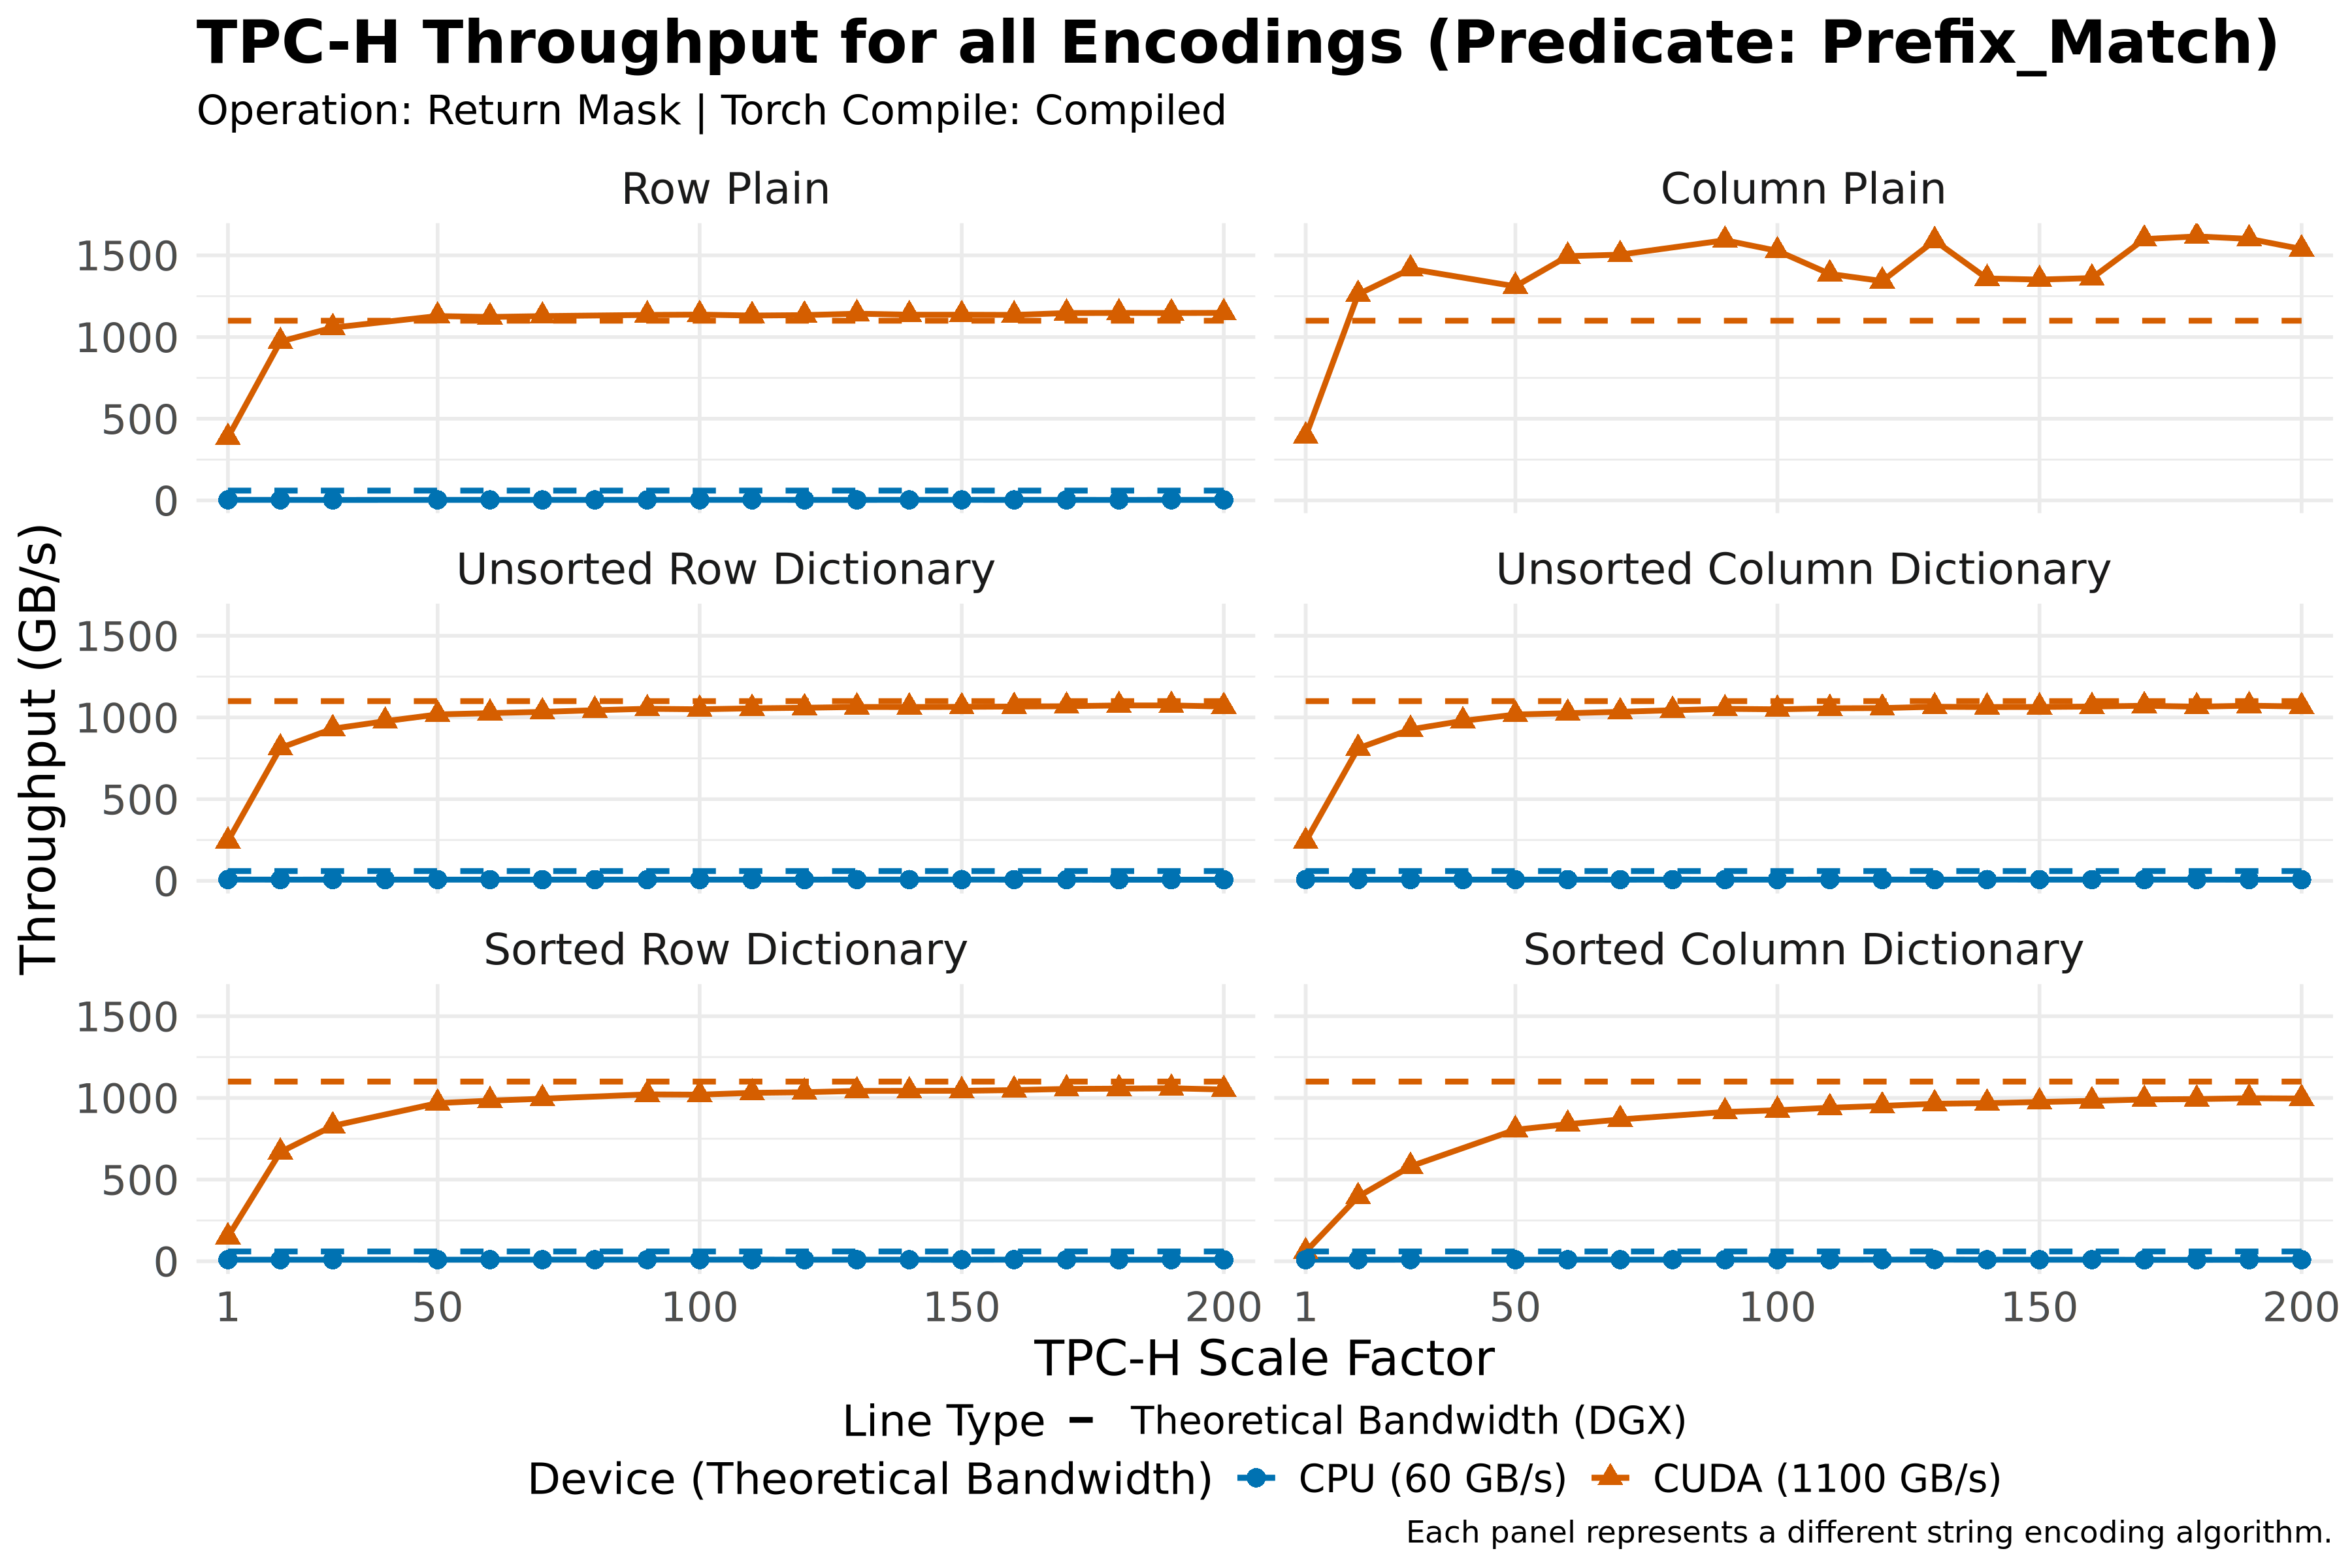 TPC-H Throughput for all Encodings (Predicate: Prefix_Match)
Operation: Return Mask | Torch Compile: Compiled
Row Plain
Column Plain
1500
1000
500
0
Unsorted Row Dictionary
Unsorted Column Dictionary
1500
1000
500
0
Sorted Row Dictionary
Sorted Column Dictionary
1500
1000
500
0
Throughput (GB/s)
1 50 100 150 200
1 50 100 150 200
TPC-H Scale Factor
Line Type Theoretical Bandwidth (DGX)
Device (Theoretical Bandwidth) CPU (60 GB/s) CUDA (1100 GB/s)
Each panel represents a different string encoding algorithm.